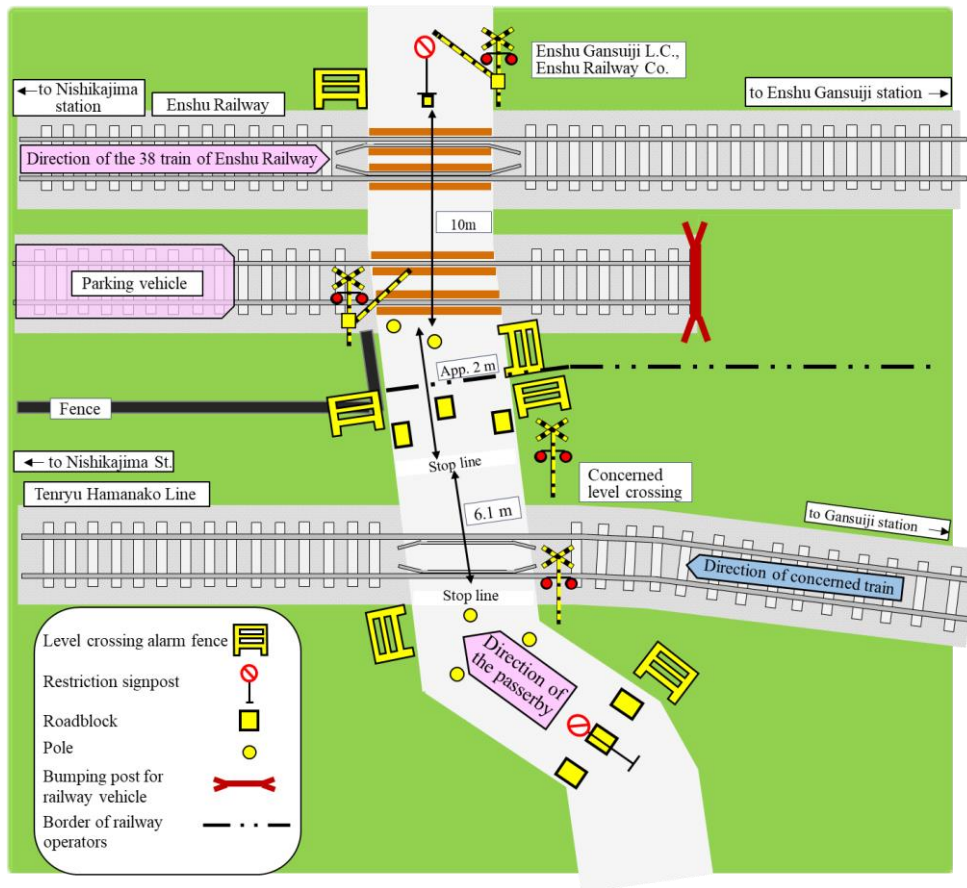 Enshu Gansuiji L.C.,
Enshu Railway Co.
to Nishikajima
station
Enshu Railway
to Enshu Gansuiji station
Direction of the 38 train of Enshu Railway
10m
Parking vehicle
App. 2 m
Fence
to Nishikajima St.
Stop line
Concerned
level crossing
Tenryu Hamanako Line
6.1 m
to Gansuiji station
Direction of concerned train
Stop line
Direction of
the passerby
Level crossing alarm fence
Restriction signpost
Roadblock
Pole
Bumping post for
railway vehicle
Border of railway
operators